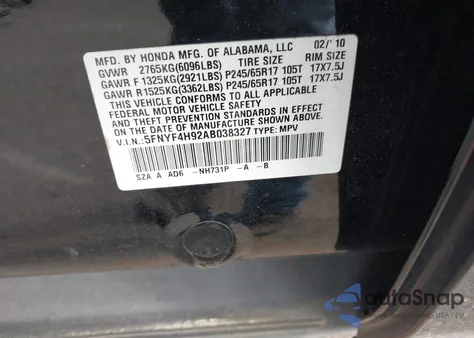 MFD. BY HONDA MFG. OF ALABAMA, LLC 02/'10
GVWR 2765KG(6096LBS) TIRE SIZE RIM SIZE
GAWR F 1325KG(2921LBS) P245/65R17 105T 17X7.5J
GAWR R1525KG(3362LBS) P245/65R17 105T 17X7.5J
THIS VEHICLE CONFORMS TO ALL APPLICABLE
FEDERAL MOTOR VEHICLE SAFETY STANDARDS IN
EFFECT ON THE DATE OF MANUFACTURE SHOWN ABOVE.
V.I.N.:5FNYF4H92AB038327 TYPE: MPV
SZA A AD6 -NH731P -A -B
autoSnap